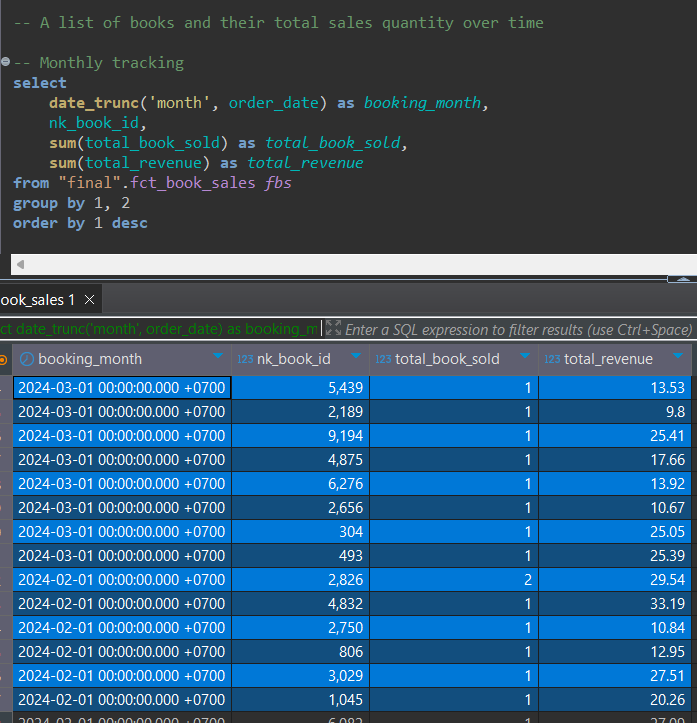 -- A list of books and their total sales quantity over time
-- Monthly tracking
select
date_trunc('month', order_date) as booking_month,
nk_book_id,
sum(total_book_sold) as total_book_sold,
sum(total_revenue) as total_revenue
from "final".fct_book_sales fbs
group by 1, 2
order by 1 desc
ook_sales 1
ct date_trunc('month', order_date) as booking_m Enter a SQL expression to filter results (use Ctrl+Space)
booking_month 123 nk_book_id 123 total_book_sold 123 total_revenue
2024-03-01 00:00:00.000 +0700 5,439 1 13.53
2024-03-01 00:00:00.000 +0700 2,189 1 9.8
2024-03-01 00:00:00.000 +0700 9,194 1 25.41
2024-03-01 00:00:00.000 +0700 4,875 1 17.66
2024-03-01 00:00:00.000 +0700 6,276 1 13.92
2024-03-01 00:00:00.000 +0700 2,656 1 10.67
2024-03-01 00:00:00.000 +0700 304 1 25.05
2024-03-01 00:00:00.000 +0700 493 1 25.39
2024-02-01 00:00:00.000 +0700 2,826 2 29.54
2024-02-01 00:00:00.000 +0700 4,832 1 33.19
2024-02-01 00:00:00.000 +0700 2,750 1 10.84
2024-02-01 00:00:00.000 +0700 806 1 12.95
2024-02-01 00:00:00.000 +0700 3,029 1 27.51
2024-02-01 00:00:00.000 +0700 1,045 1 20.26